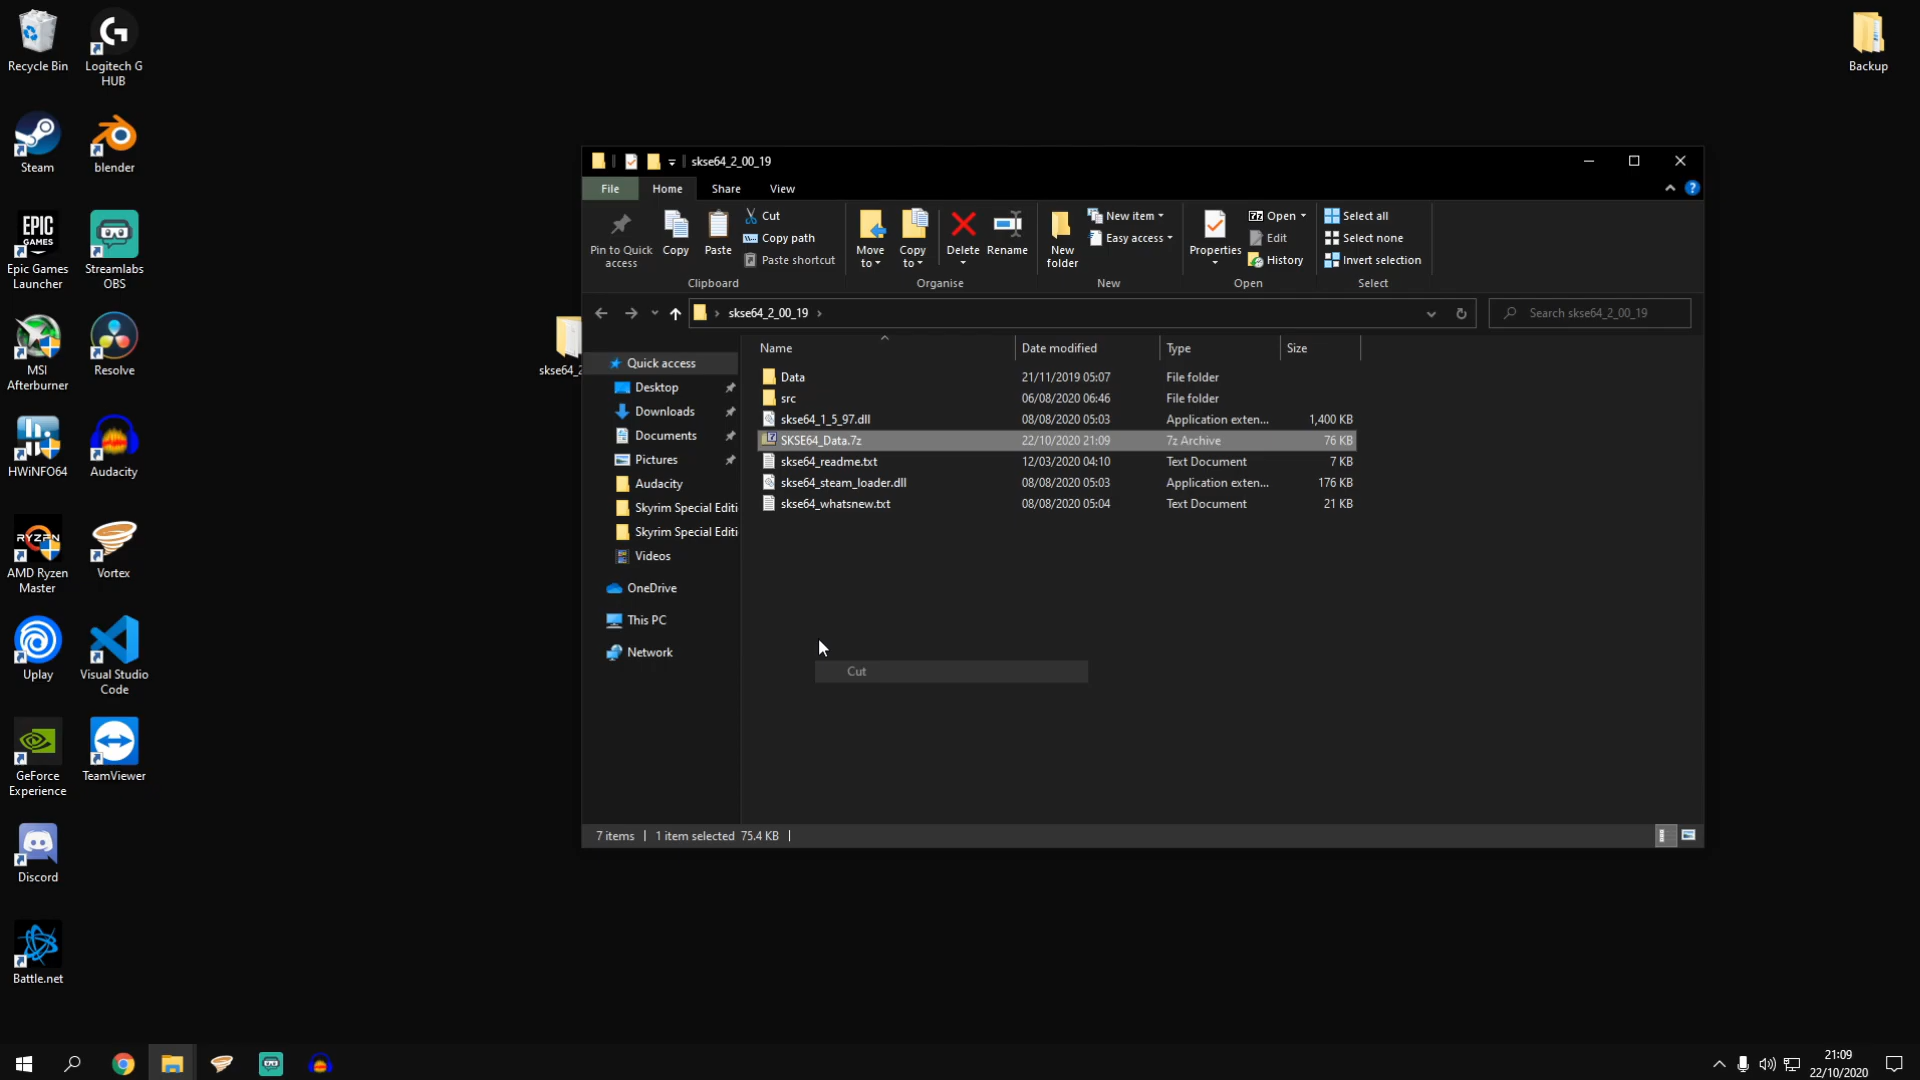 Recycle Bin
Logitech G
HUB
Steam
blender
EPIC
GAMES
Epic Games
Launcher
Streamlabs
OBS
MSI
Afterburner
Resolve
HWiNFO64
Audacity
RYZEN
AMD Ryzen
Master
Vortex
Uplay
Visual Studio
Code
GeForce
Experience
TeamViewer
Discord
Battle.net
Backup
skse64_2
skse64_2_00_19
File Home Share View
Pin to Quick
access
Copy
Paste
Cut
Copy path
Paste shortcut
Clipboard
Move
to
Copy
to
Delete
Rename
Organise
New
folder
New item
Easy access
New
Properties
Open
Edit
History
Open
Select all
Select none
Invert selection
Select
skse64_2_00_19
Search skse64_2_00_19
Quick access
Desktop
Downloads
Documents
Pictures
Audacity
Skyrim Special Editi
Skyrim Special Editi
Videos
OneDrive
This PC
Network
Name Date modified Type Size
Data 21/11/2019 05:07 File folder
src 06/08/2020 06:46 File folder
skse64_1_5_97.dll 08/08/2020 05:03 Application exten... 1,400 KB
SKSE64_Data.7z 22/10/2020 21:09 7z Archive 76 KB
skse64_readme.txt 12/03/2020 04:10 Text Document 7 KB
skse64_steam_loader.dll 08/08/2020 05:03 Application exten... 176 KB
skse64_whatsnew.txt 08/08/2020 05:04 Text Document 21 KB
Cut
7 items 1 item selected 75.4 KB
21:09
22/10/2020